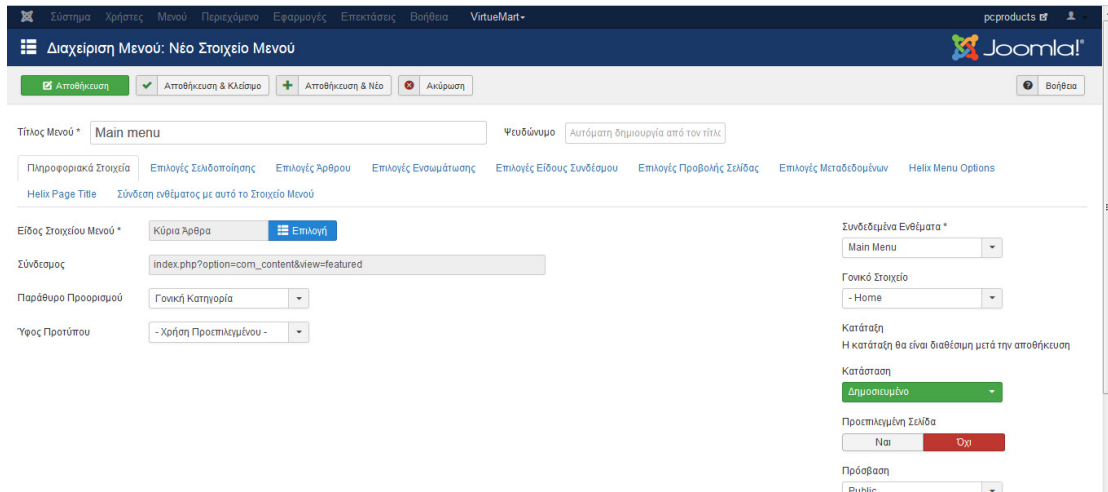 Σύστημα Χρήστες Μενού Περιεχόμενο Εφαρμογές Επεκτάσεις Βοήθεια VirtueMart pcproducts
Διαχείριση Μενού: Νέο Στοιχείο Μενού Joomla!
Αποθήκευση Αποθήκευση & Κλείσιμο Αποθήκευση & Νέο Ακύρωση Βοήθεια
Τίτλος Μενού * Main menu Ψευδώνυμο Αυτόματη δημιουργία από τον τίτλο
Πληροφοριακά Στοιχεία Επιλογές Σελιδοποίησης Επιλογές Άρθρου Επιλογές Ενσωμάτωσης Επιλογές Είδους Συνδέσμου Επιλογές Προβολής Σελίδας Επιλογές Μεταδεδομένων Helix Menu Options
Helix Page Title Σύνδεση ενθέματος με αυτό το Στοιχείο Μενού
Είδος Στοιχείου Μενού * Κύρια Άρθρα Επιλογή
Σύνδεσμος index.php?option=com_content&view=featured
Παράθυρο Προορισμού Γονική Κατηγορία
Ύφος Προτύπου - Χρήση Προεπιλεγμένου -
Συνδεδεμένα Ενθέματα *
Main Menu
Γονικό Στοιχείο
- Home
Κατάταξη
Η κατάταξη θα είναι διαθέσιμη μετά την αποθήκευση
Κατάσταση
Δημοσιευμένο
Προεπιλεγμένη Σελίδα
Ναι Όχι
Πρόσβαση
Public